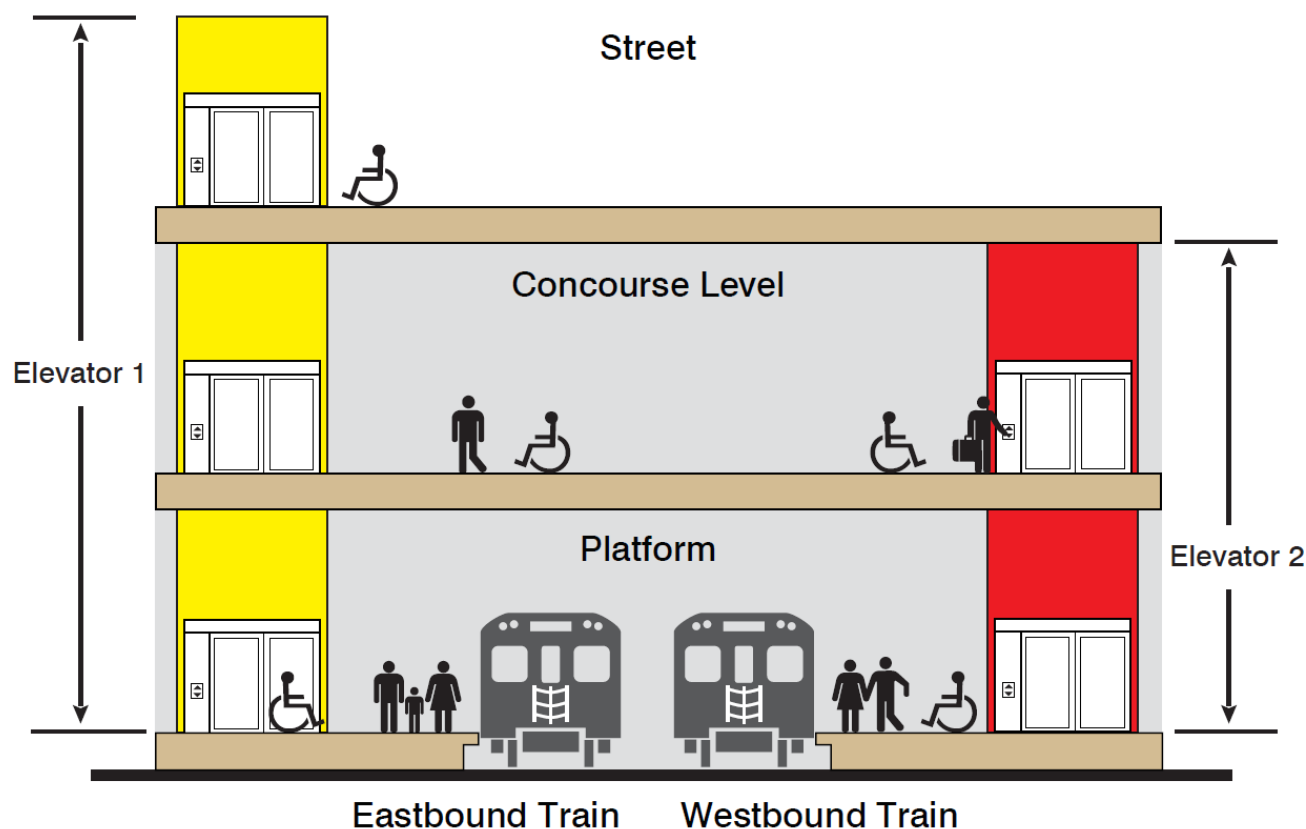 Street
Concourse Level
Elevator 1
Platform
Elevator 2
Eastbound Train
Westbound Train